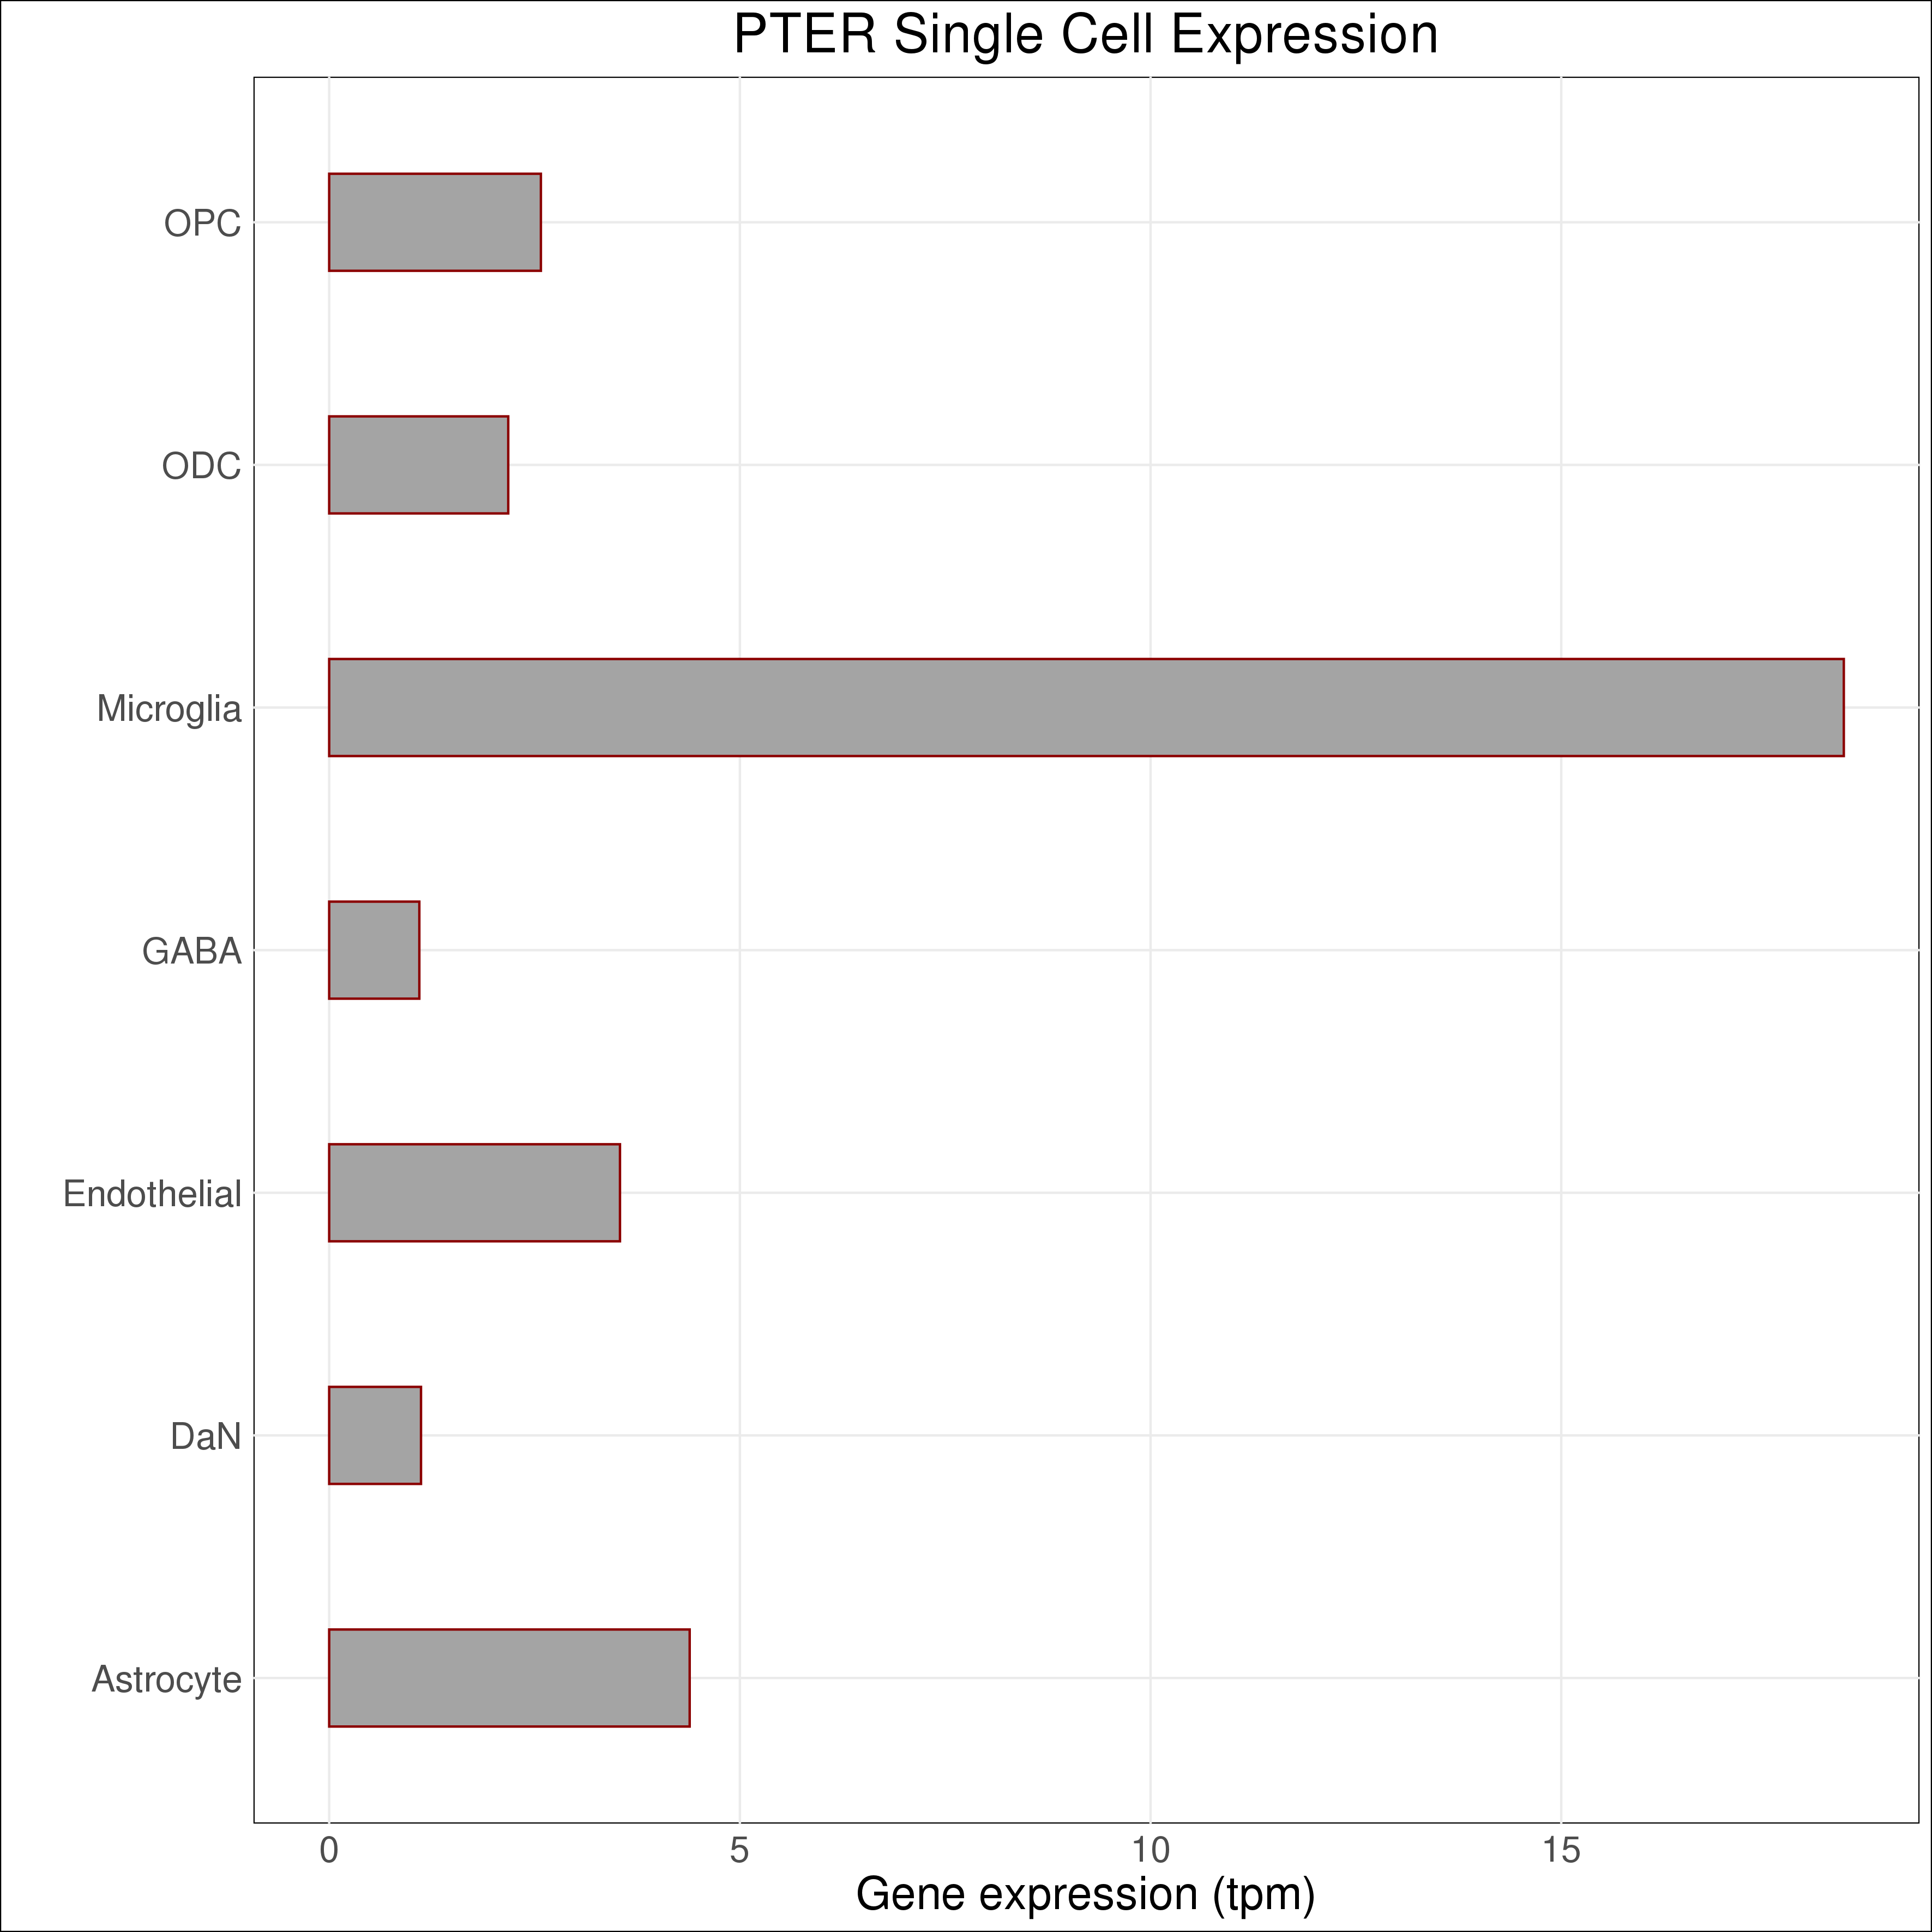 PTER Single Cell Expression
OPC
ODC
Microglia
GABA
Endothelial
DaN
Astrocyte
0 5 10 15
Gene expression (tpm)